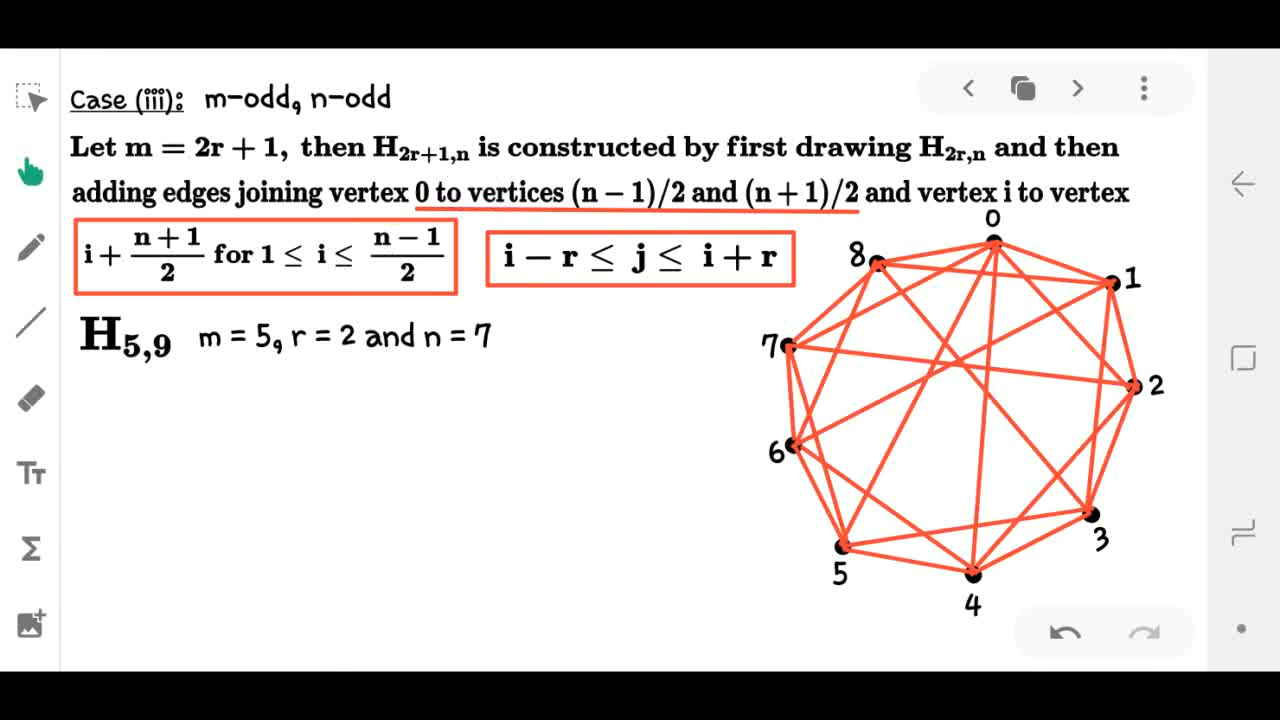 Case (iii): m-odd, n-odd
Let m = 2r + 1, then H₂ᵣ₊₁,ₙ is constructed by first drawing H₂ᵣ,ₙ and then
adding edges joining vertex 0 to vertices (n − 1)/2 and (n + 1)/2 and vertex i to vertex
i + (n + 1)/2 for 1 ≤ i ≤ (n − 1)/2
i − r ≤ j ≤ i + r
H₅,₉ m = 5, r = 2 and n = 7
0
8
1
7
2
6
3
5
4
Tт
Σ